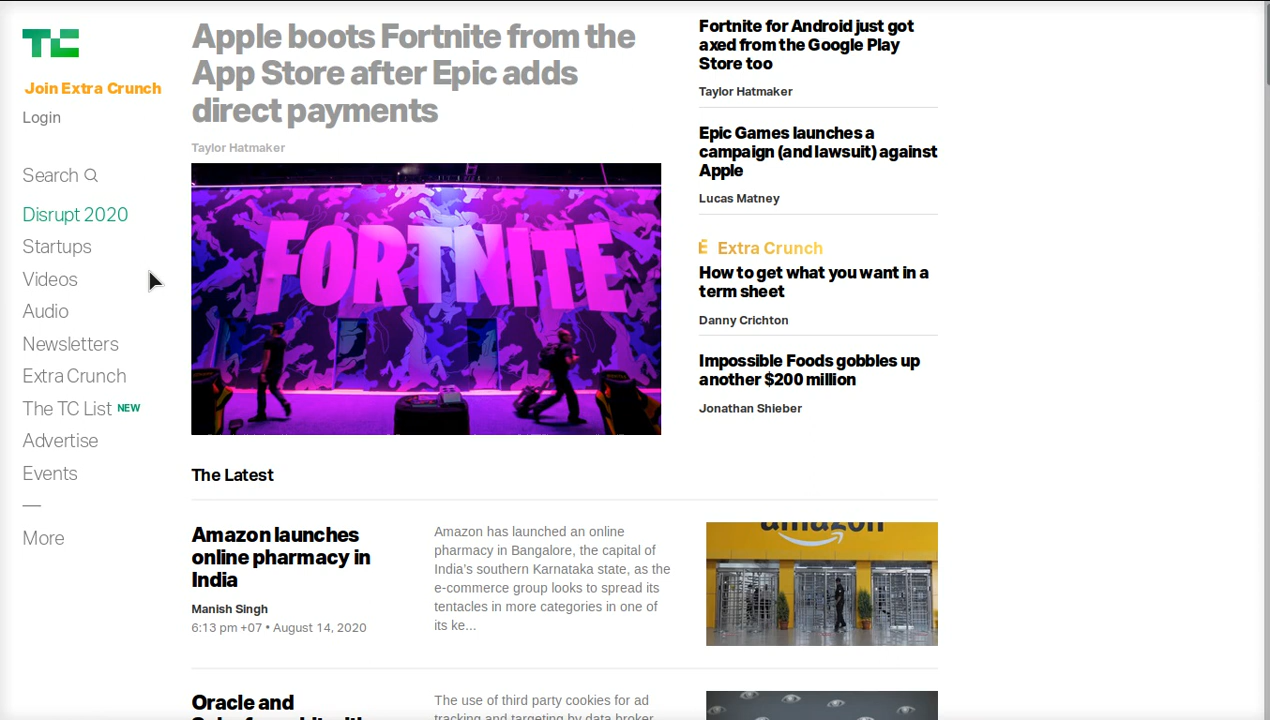 TC
Join Extra Crunch
Login
Search
Disrupt 2020
Startups
Videos
Audio
Newsletters
Extra Crunch
The TC List NEW
Advertise
Events
—
More
Apple boots Fortnite from the
App Store after Epic adds
direct payments
Taylor Hatmaker
FORTNITE
Fortnite for Android just got
axed from the Google Play
Store too
Taylor Hatmaker
Epic Games launches a
campaign (and lawsuit) against
Apple
Lucas Matney
Extra Crunch
How to get what you want in a
term sheet
Danny Crichton
Impossible Foods gobbles up
another $200 million
Jonathan Shieber
The Latest
Amazon launches
online pharmacy in
India
Manish Singh
6:13 pm +07 • August 14, 2020
Amazon has launched an online
pharmacy in Bangalore, the capital of
India's southern Karnataka state, as the
e-commerce group looks to spread its
tentacles in more categories in one of
its ke...
amazon
Oracle and
The use of third party cookies for ad
tracking and targeting by data broker